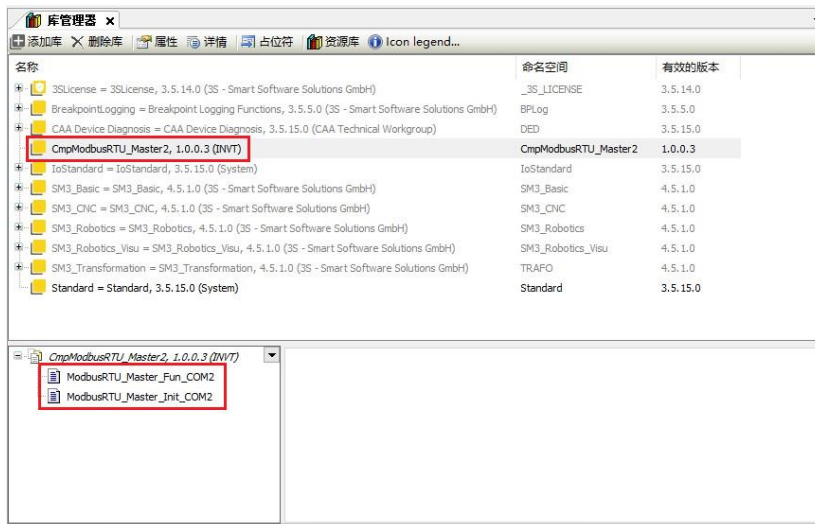 库管理器
添加库 删除库 属性 详情 占位符 资源库 Icon legend...
名称 命名空间 有效的版本
3SLicense = 3SLicense, 3.5.14.0 (3S - Smart Software Solutions GmbH) _3S_LICENSE 3.5.14.0
BreakpointLogging = Breakpoint Logging Functions, 3.5.5.0 (3S - Smart Software Solutions GmbH) BPLog 3.5.5.0
CAA Device Diagnosis = CAA Device Diagnosis, 3.5.15.0 (CAA Technical Workgroup) DED 3.5.15.0
CmpModbusRTU_Master2, 1.0.0.3 (INVT) CmpModbusRTU_Master2 1.0.0.3
IoStandard = IoStandard, 3.5.15.0 (System) IoStandard 3.5.15.0
SM3_Basic = SM3_Basic, 4.5.1.0 (3S - Smart Software Solutions GmbH) SM3_Basic 4.5.1.0
SM3_CNC = SM3_CNC, 4.5.1.0 (3S - Smart Software Solutions GmbH) SM3_CNC 4.5.1.0
SM3_Robotics = SM3_Robotics, 4.5.1.0 (3S - Smart Software Solutions GmbH) SM3_Robotics 4.5.1.0
SM3_Robotics_Visu = SM3_Robotics_Visu, 4.5.1.0 (3S - Smart Software Solutions GmbH) SM3_Robotics_Visu 4.5.1.0
SM3_Transformation = SM3_Transformation, 4.5.1.0 (3S - Smart Software Solutions GmbH) TRAFO 4.5.1.0
Standard = Standard, 3.5.15.0 (System) Standard 3.5.15.0
CmpModbusRTU_Master2, 1.0.0.3 (INVT)
ModbusRTU_Master_Fun_COM2
ModbusRTU_Master_Init_COM2